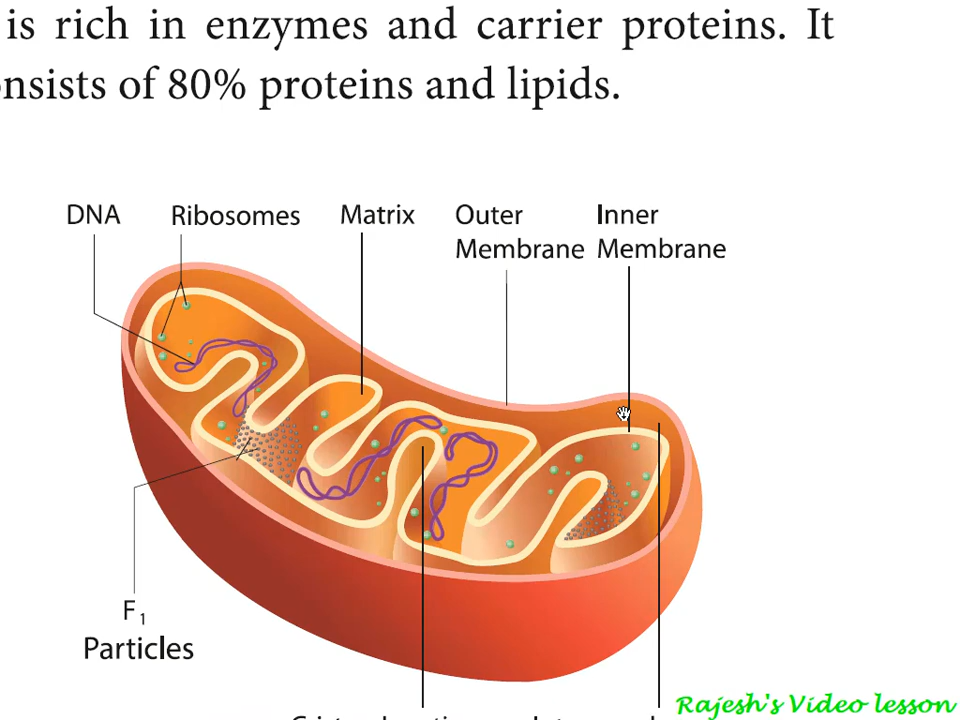 is rich in enzymes and carrier proteins. It
onsists of 80% proteins and lipids.
DNA Ribosomes Matrix Outer Membrane Inner Membrane
F₁
Particles
Rajesh's Video lesson